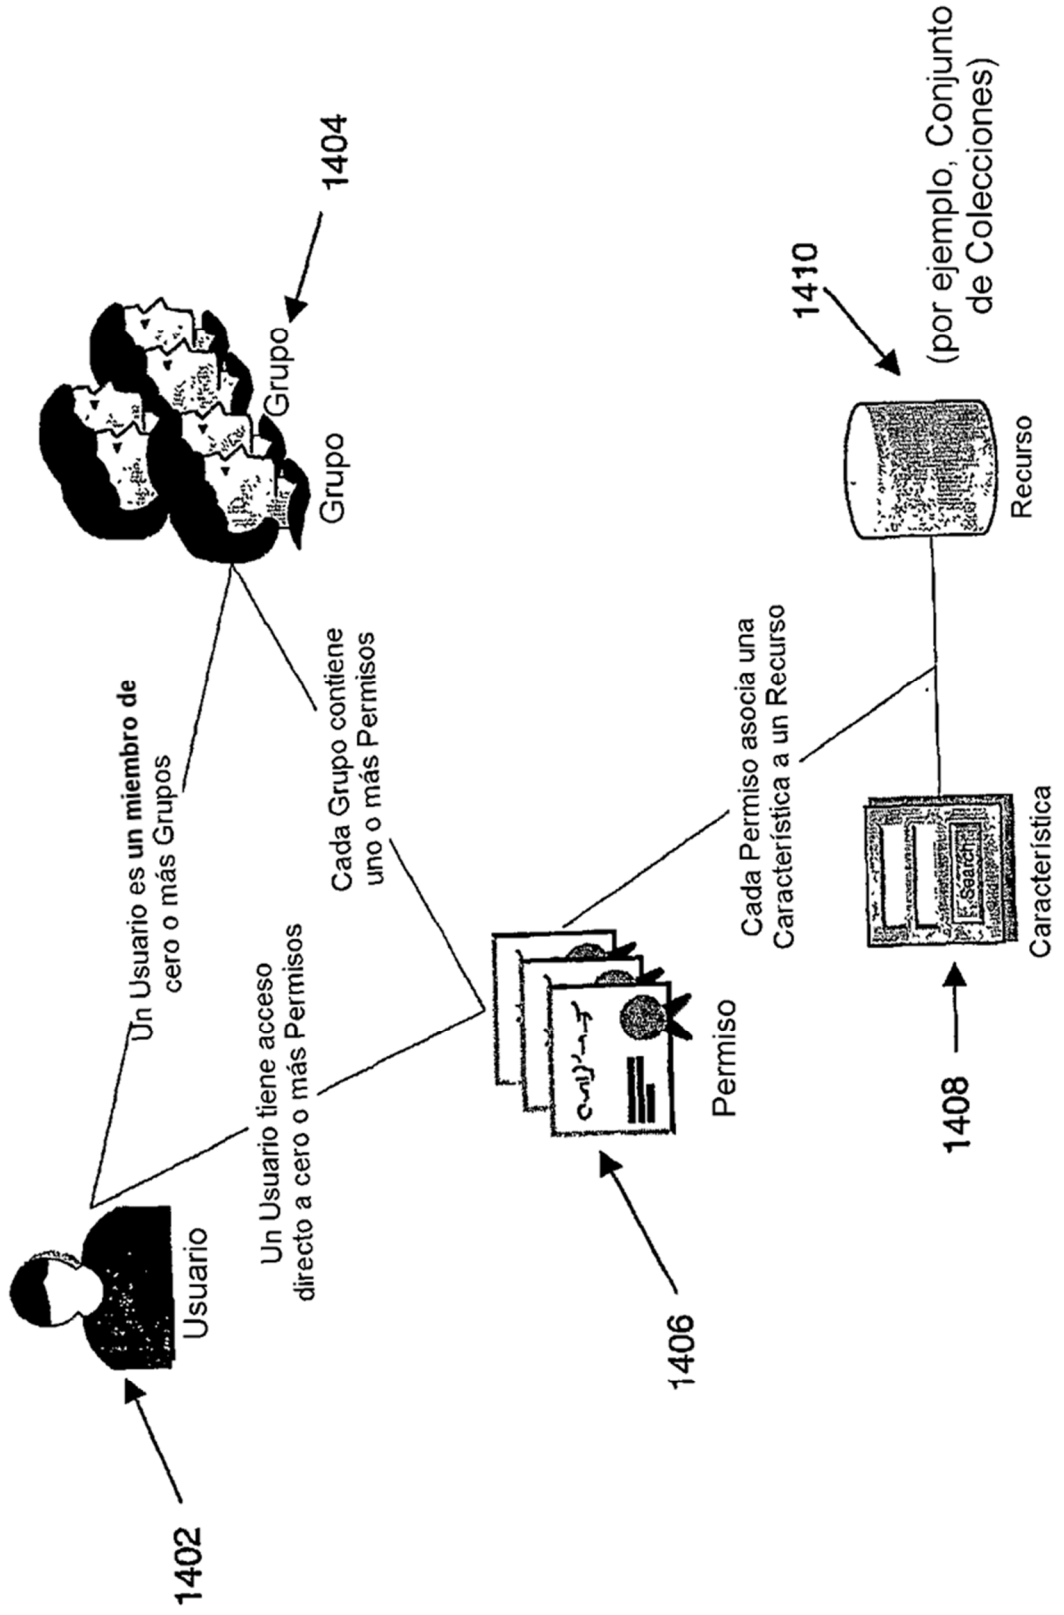 Un Usuario es un miembro de
cero o más Grupos
1402
Usuario
Un Usuario tiene acceso
directo a cero o más Permisos
Grupo
Grupo
1404
Cada Grupo contiene
uno o más Permisos
1406
Permiso
Cada Permiso asocia una
Característica a un Recurso
1410
(por ejemplo, Conjunto
de Colecciones)
1408
Search
Característica
Recurso